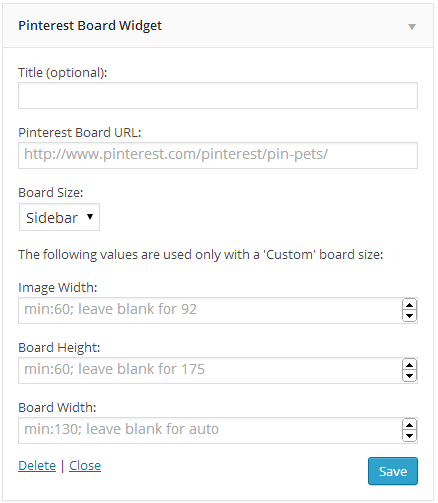 Pinterest Board Widget
Title (optional):
Pinterest Board URL:
http://www.pinterest.com/pinterest/pin-pets/
Board Size:
Sidebar
The following values are used only with a 'Custom' board size:
Image Width:
min:60; leave blank for 92
Board Height:
min:60; leave blank for 175
Board Width:
min:130; leave blank for auto
Delete | Close
Save